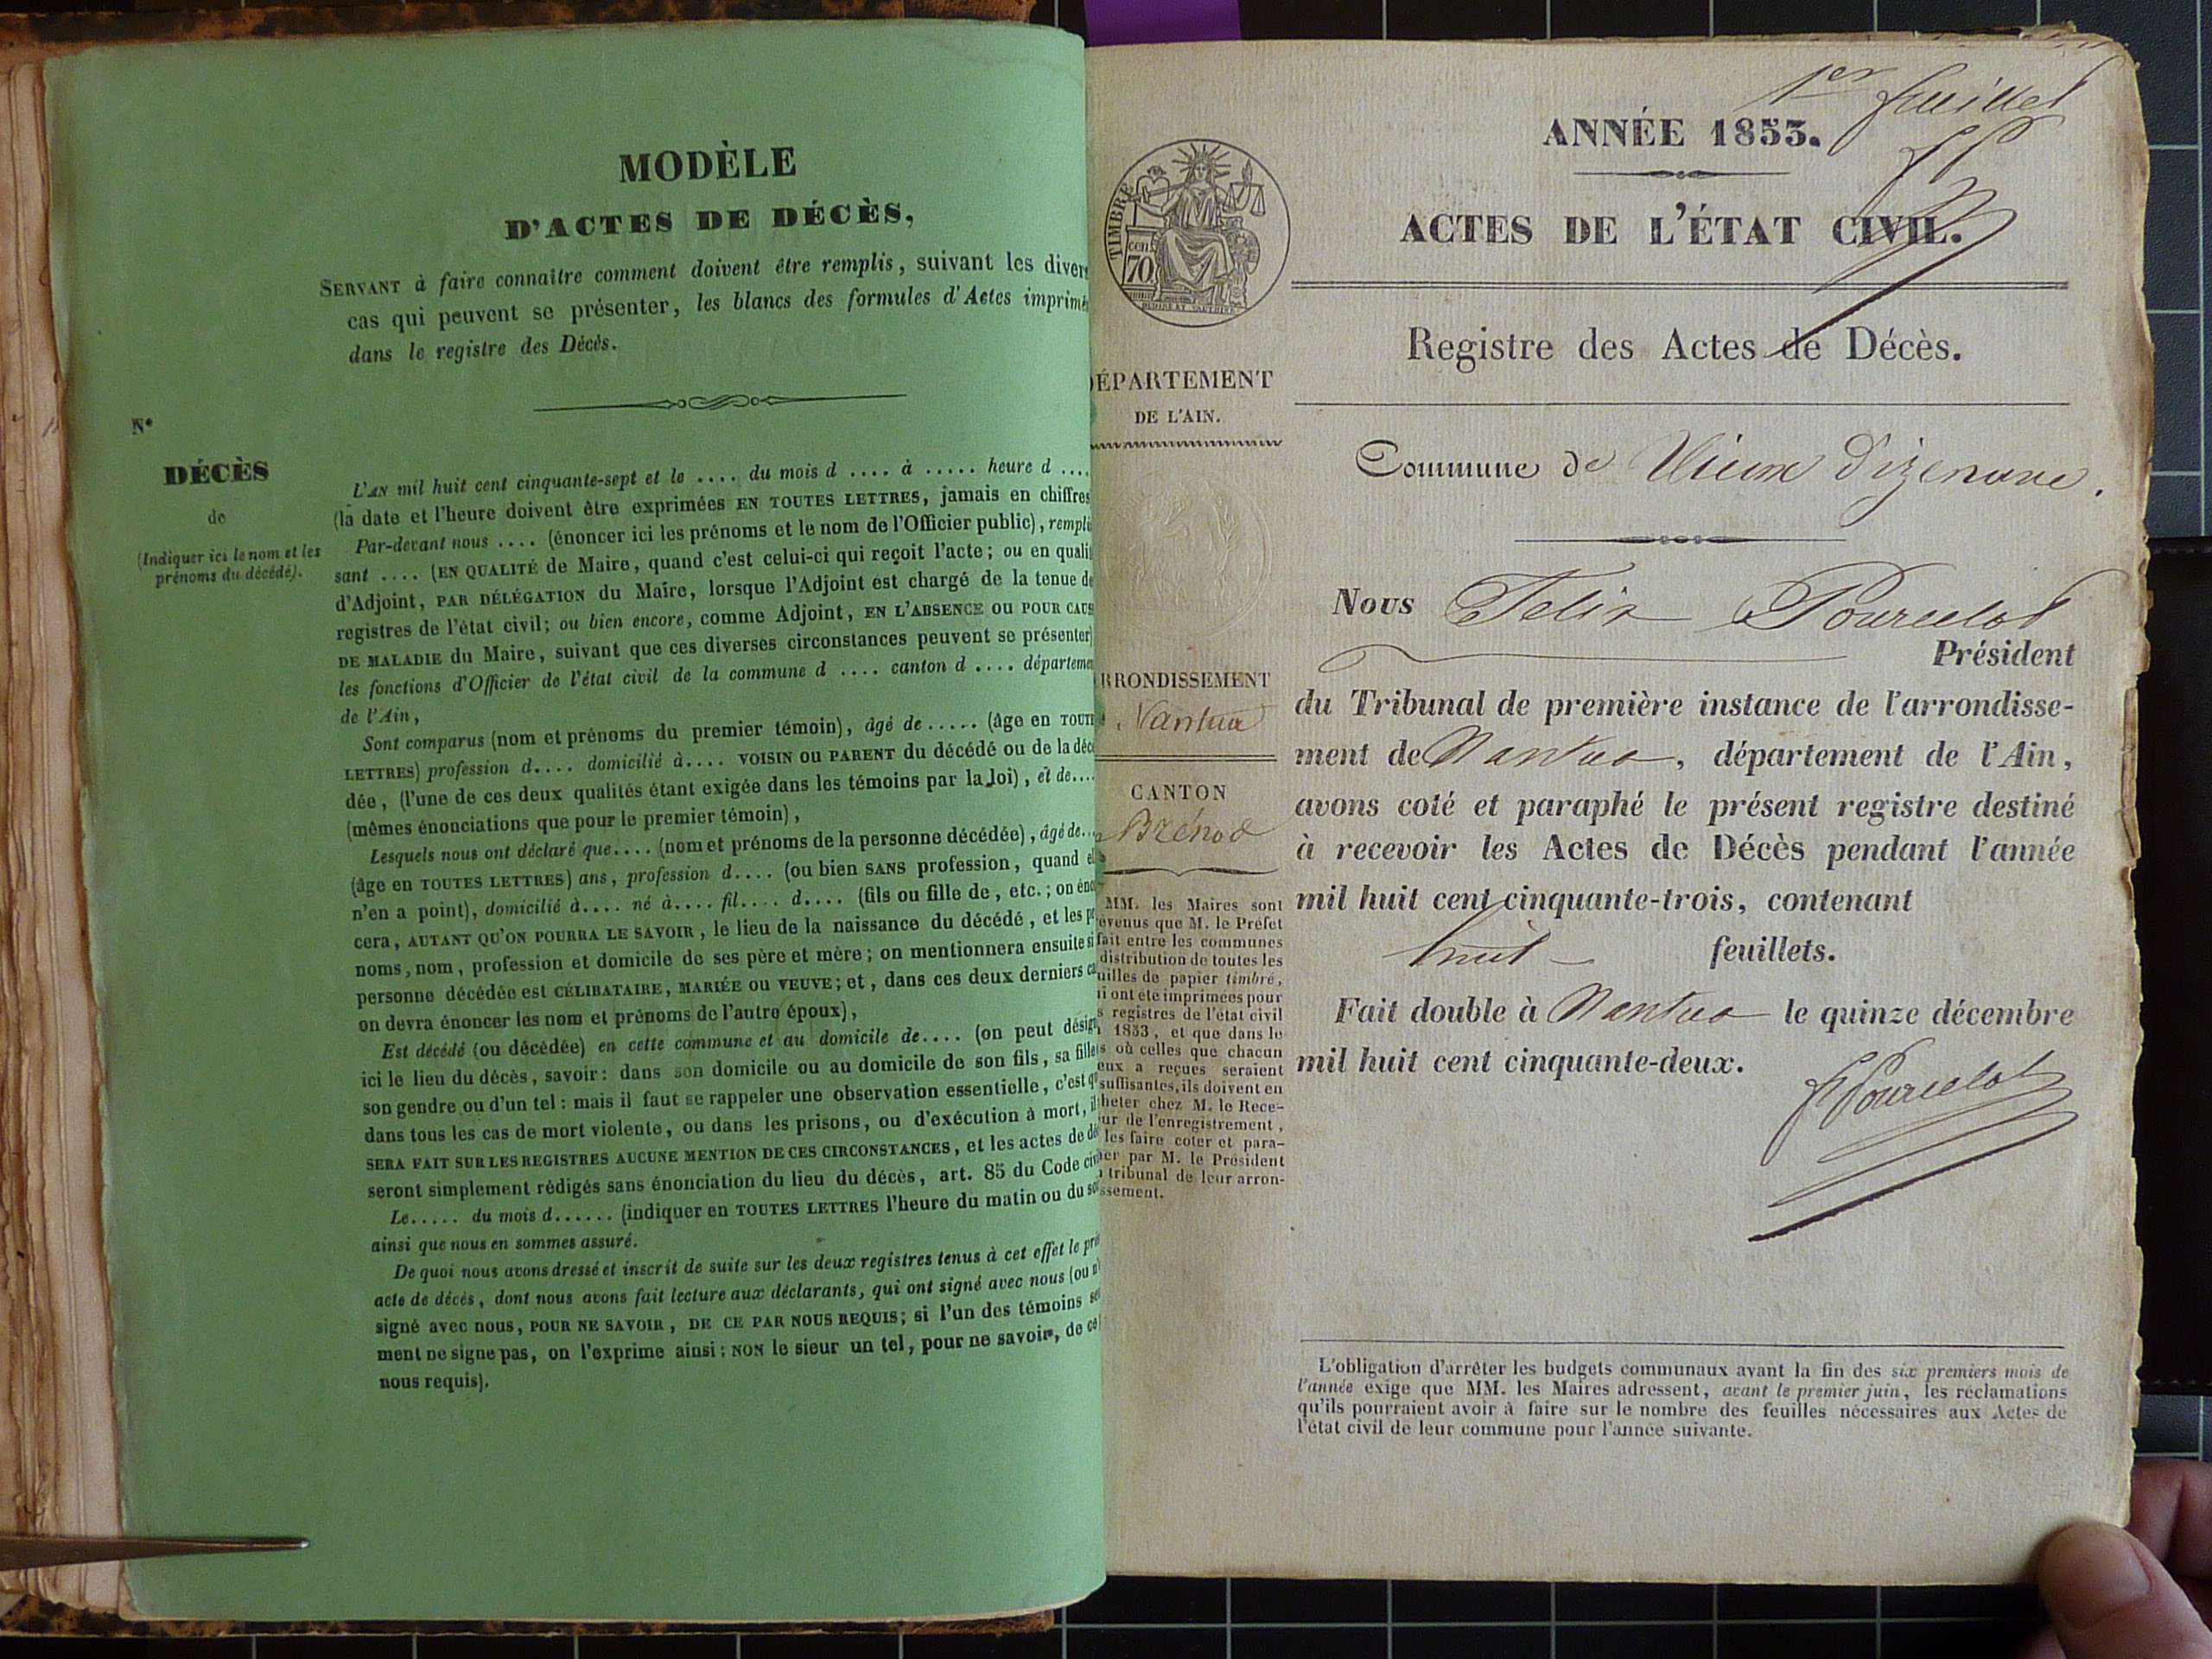 MODÈLE
D'ACTES DE DÉCÈS,
SERVANT à faire connaître comment doivent être remplis, suivant les divers
cas qui peuvent se présenter, les blancs des formules d'Actes imprimés
dans le registre des Décès.
N°
DÉCÈS
de
(Indiquer ici le nom et les
prénoms du décédé).
L'AN mil huit cent cinquante-sept et le .... du mois d .... à ..... heure d ....
(la date et l'heure doivent être exprimées EN TOUTES LETTRES, jamais en chiffres
Par-devant nous .... (énoncer ici les prénoms et le nom de l'Officier public), rempli
sant .... (EN QUALITÉ de Maire, quand c'est celui-ci qui reçoit l'acte; ou en quali
d'Adjoint, PAR DÉLÉGATION du Maire, lorsque l'Adjoint est chargé de la tenue de
registres de l'état civil; ou bien encore, comme Adjoint, EN L'ABSENCE OU POUR CAUS
DE MALADIE du Maire, suivant que ces diverses circonstances peuvent se présenter)
les fonctions d'Officier de l'état civil de la commune d .... canton d .... départemen
de l'Ain,
Sont comparus (nom et prénoms du premier témoin), âgé de ..... (âge en TOUT
LETTRES) profession d.... domicilié à.... VOISIN OU PARENT du décédé ou de la décé
dée, (l'une de ces deux qualités étant exigée dans les témoins par la loi), et de....
(mêmes énonciations que pour le premier témoin),
Lesquels nous ont déclaré que.... (nom et prénoms de la personne décédée), âgé de...
(âge en TOUTES LETTRES) ans, profession d.... (ou bien SANS profession, quand el
n'en a point), domicilié à.... né à.... fil.... d.... (fils ou fille de, etc.; on énon
cera, AUTANT QU'ON POURRA LE SAVOIR, le lieu de la naissance du décédé, et les pr
noms, nom, profession et domicile de ses père et mère; on mentionnera ensuite si
personne décédée est CÉLIBATAIRE, MARIÉE OU VEUVE; et, dans ces deux derniers ca
on devra énoncer les nom et prénoms de l'autre époux),
Est décédé (ou décédée) en cette commune et au domicile de.... (on peut désign
ici le lieu du décès, savoir: dans son domicile ou au domicile de son fils, sa fille
son gendre ou d'un tel: mais il faut se rappeler une observation essentielle, c'est qu
dans tous les cas de mort violente, ou dans les prisons, ou d'exécution à mort, il
SERA FAIT SUR LES REGISTRES AUCUNE MENTION DE CES CIRCONSTANCES, et les actes de dé
seront simplement rédigés sans énonciation du lieu du décès, art. 85 du Code civ
Le..... du mois d...... (indiquer en TOUTES LETTRES l'heure du matin ou du so
ainsi que nous en sommes assuré.
De quoi nous avons dressé et inscrit de suite sur les deux registres tenus à cet effet le pré
acte de décès, dont nous avons fait lecture aux déclarants, qui ont signé avec nous (ou n'
signé avec nous, POUR NE SAVOIR, DE CE PAR NOUS REQUIS; si l'un des témoins se
ment ne signe pas, on l'exprime ainsi: NON le sieur un tel, pour ne savoir, de ce
nous requis).
1er feuillet
ANNÉE 1853.
ACTES DE L'ÉTAT CIVIL.
Registre des Actes de Décès.
TIMBRE
70 cen
DÉPARTEMENT
DE L'AIN.
RRONDISSEMENT
Nantua
CANTON
Brénod
MM. les Maires sont
évenus que M. le Préfet
fait entre les communes
distribution de toutes les
uilles de papier timbré,
i ont été imprimées pour
s registres de l'état civil
1853, et que dans le
s où celles que chacun
eux a reçues seraient
suffisantes, ils doivent en
heter chez M. le Rece-
ur de l'enregistrement,
les faire coter et para-
er par M. le Président
tribunal de leur arron-
ssement.
Commune de Vieux d'izenave.
Nous Felix Pourcelot
Président
du Tribunal de première instance de l'arrondisse-
ment de Nantua, département de l'Ain,
avons coté et paraphé le présent registre destiné
à recevoir les Actes de Décès pendant l'année
mil huit cent cinquante-trois, contenant
huit feuillets.
Fait double à Nantua le quinze décembre
mil huit cent cinquante-deux.
F Pourcelot
L'obligation d'arrêter les budgets communaux avant la fin des six premiers mois de
l'année exige que MM. les Maires adressent, avant le premier juin, les réclamations
qu'ils pourraient avoir à faire sur le nombre des feuilles nécessaires aux Actes de
l'état civil de leur commune pour l'année suivante.